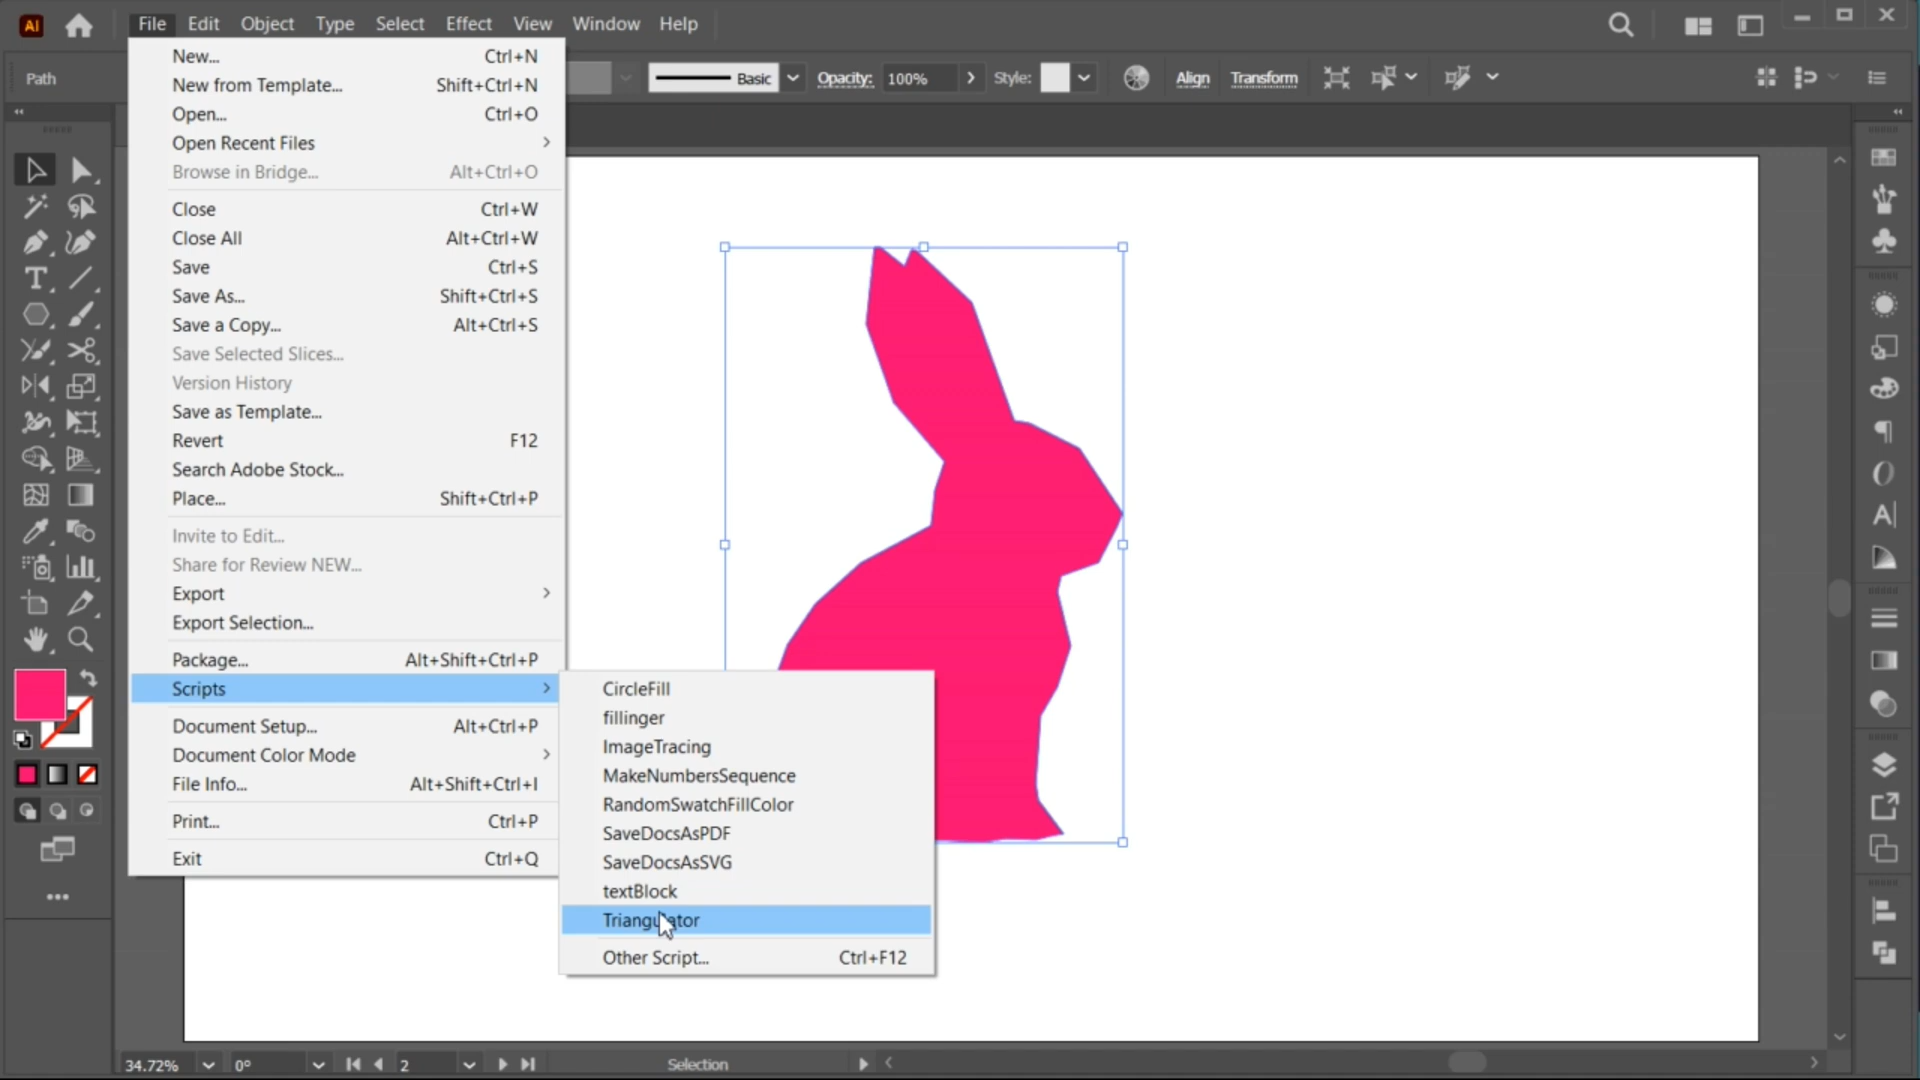 Ai
File Edit Object Type Select Effect View Window Help
Path
Basic
Opacity: 100%
Style:
Align
Transform
New... Ctrl+N
New from Template... Shift+Ctrl+N
Open... Ctrl+O
Open Recent Files
Browse in Bridge... Alt+Ctrl+O
Close Ctrl+W
Close All Alt+Ctrl+W
Save Ctrl+S
Save As... Shift+Ctrl+S
Save a Copy... Alt+Ctrl+S
Save Selected Slices...
Version History
Save as Template...
Revert F12
Search Adobe Stock...
Place... Shift+Ctrl+P
Invite to Edit...
Share for Review NEW...
Export
Export Selection...
Package... Alt+Shift+Ctrl+P
Scripts
Document Setup... Alt+Ctrl+P
Document Color Mode
File Info... Alt+Shift+Ctrl+I
Print... Ctrl+P
Exit Ctrl+Q
CircleFill
fillinger
ImageTracing
MakeNumbersSequence
RandomSwatchFillColor
SaveDocsAsPDF
SaveDocsAsSVG
textBlock
Triangulator
Other Script... Ctrl+F12
34.72% 0° 2 Selection